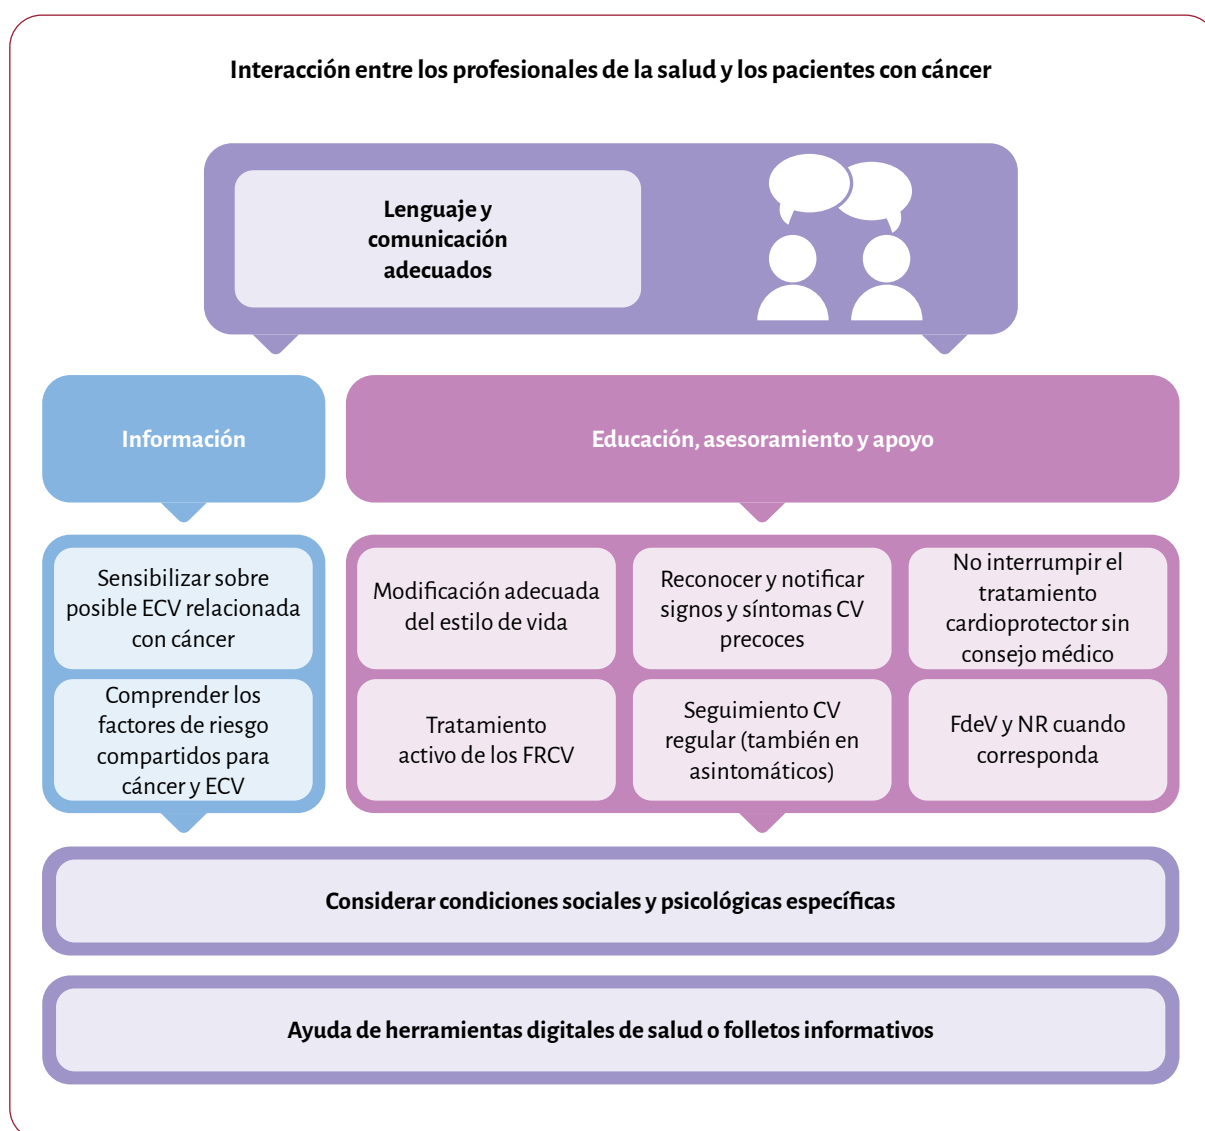 Interacción entre los profesionales de la salud y los pacientes con cáncer
Lenguaje y
comunicación
adecuados
Información
Educación, asesoramiento y apoyo
Sensibilizar sobre
posible ECV relacionada
con cáncer
Modificación adecuada
del estilo de vida
Reconocer y notificar
signos y síntomas CV
precoces
No interrumpir el
tratamiento
cardioprotector sin
consejo médico
Comprender los
factores de riesgo
compartidos para
cáncer y ECV
Tratamiento
activo de los FRCV
Seguimiento CV
regular (también en
asintomáticos)
FdeV y NR cuando
corresponda
Considerar condiciones sociales y psicológicas específicas
Ayuda de herramientas digitales de salud o folletos informativos